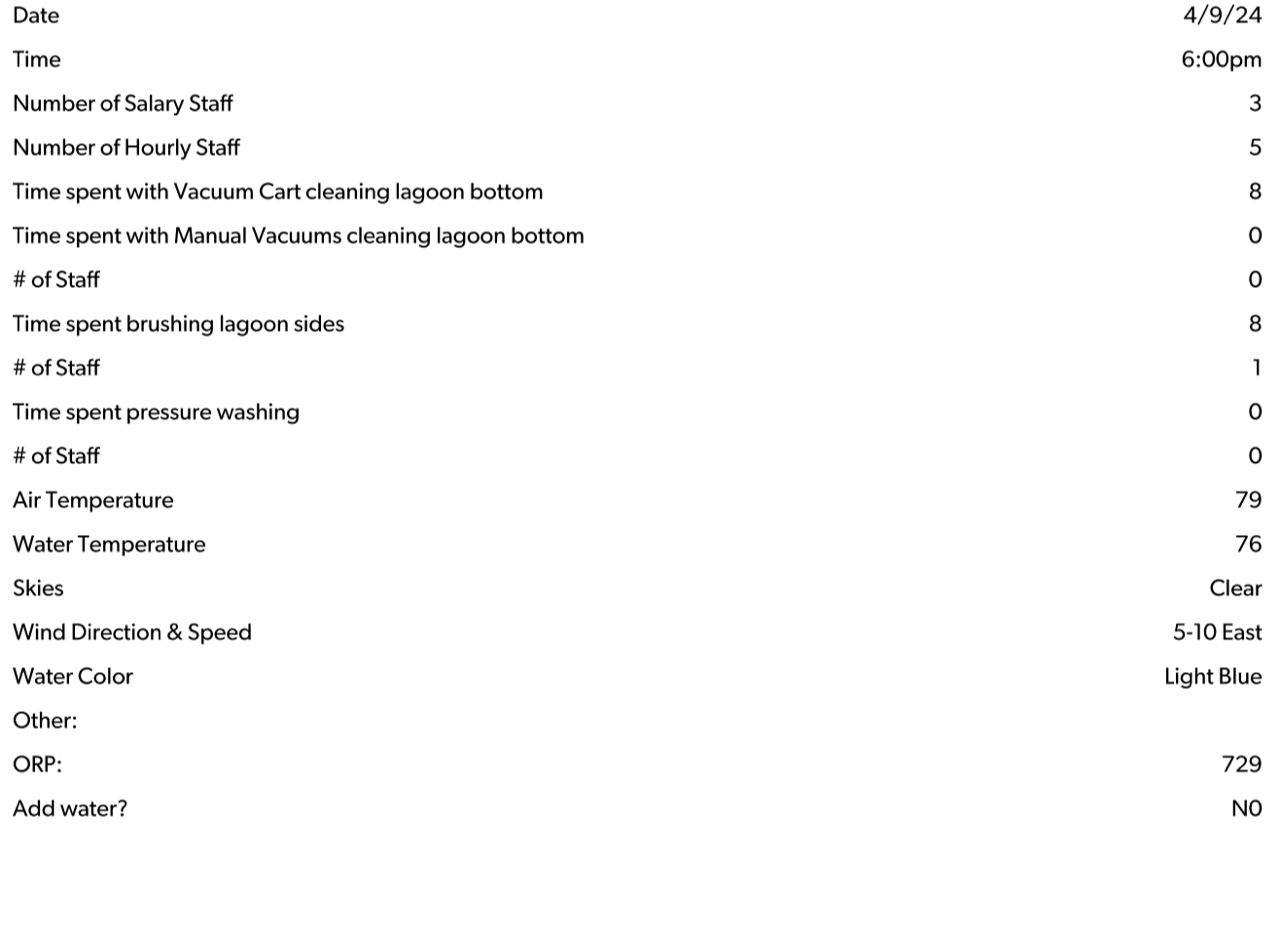 Date 4/9/24
Time 6:00pm
Number of Salary Staff 3
Number of Hourly Staff 5
Time spent with Vacuum Cart cleaning lagoon bottom 8
Time spent with Manual Vacuums cleaning lagoon bottom 0
# of Staff 0
Time spent brushing lagoon sides 8
# of Staff 1
Time spent pressure washing 0
# of Staff 0
Air Temperature 79
Water Temperature 76
Skies Clear
Wind Direction & Speed 5-10 East
Water Color Light Blue
Other:
ORP: 729
Add water? N0